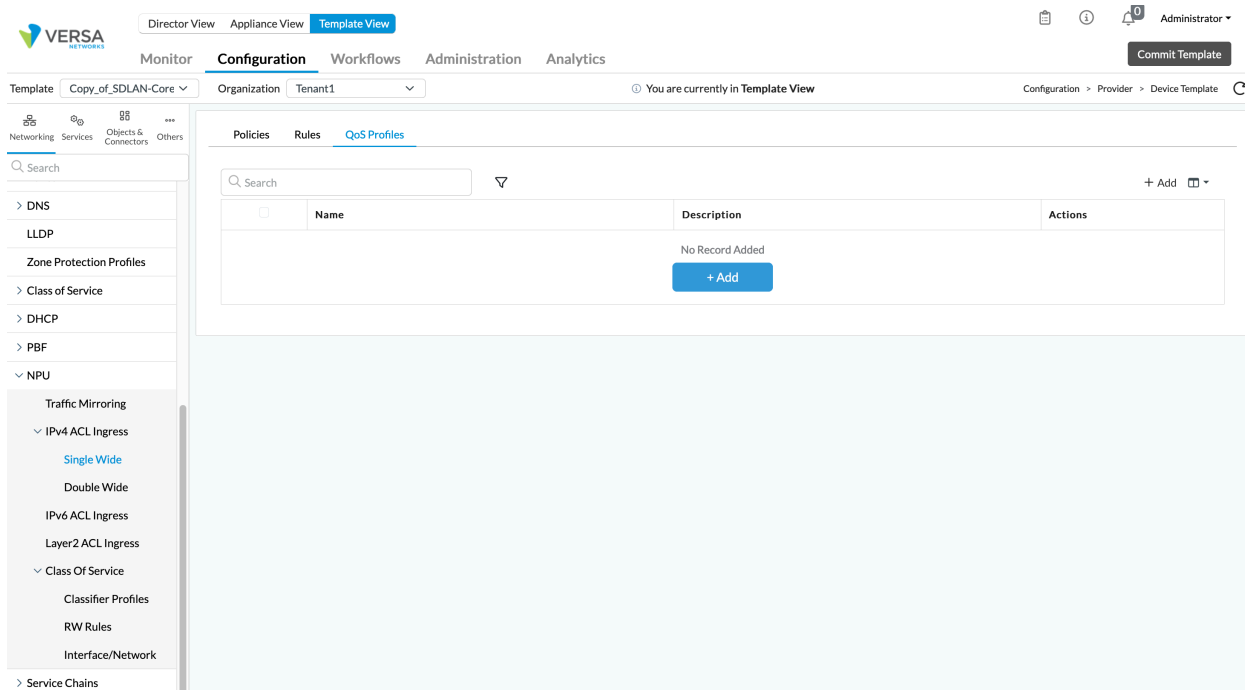 VERSA
NETWORKS
Director View Appliance View Template View
0
Administrator
Monitor Configuration Workflows Administration Analytics
Commit Template
Template Copy_of_SDLAN-Core Organization Tenant1 You are currently in Template View Configuration > Provider > Device Template
Networking Services Objects & Connectors Others
Search
DNS
LLDP
Zone Protection Profiles
Class of Service
DHCP
PBF
NPU
Traffic Mirroring
IPv4 ACL Ingress
Single Wide
Double Wide
IPv6 ACL Ingress
Layer2 ACL Ingress
Class Of Service
Classifier Profiles
RW Rules
Interface/Network
Service Chains
Policies Rules QoS Profiles
Search
+ Add
Name Description Actions
No Record Added
+ Add